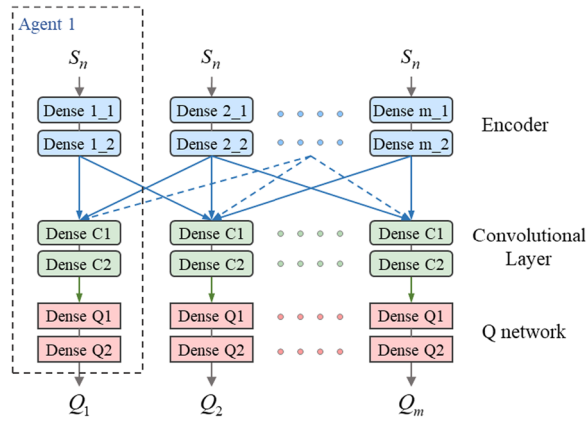 Agent 1
Sn Sn Sn
Dense 1_1 Dense 2_1 Dense m_1
Encoder
Dense 1_2 Dense 2_2 Dense m_2
Dense C1 Dense C1 Dense C1
Convolutional
Layer
Dense C2 Dense C2 Dense C2
Dense Q1 Dense Q1 Dense Q1
Q network
Dense Q2 Dense Q2 Dense Q2
Q1 Q2 Qm